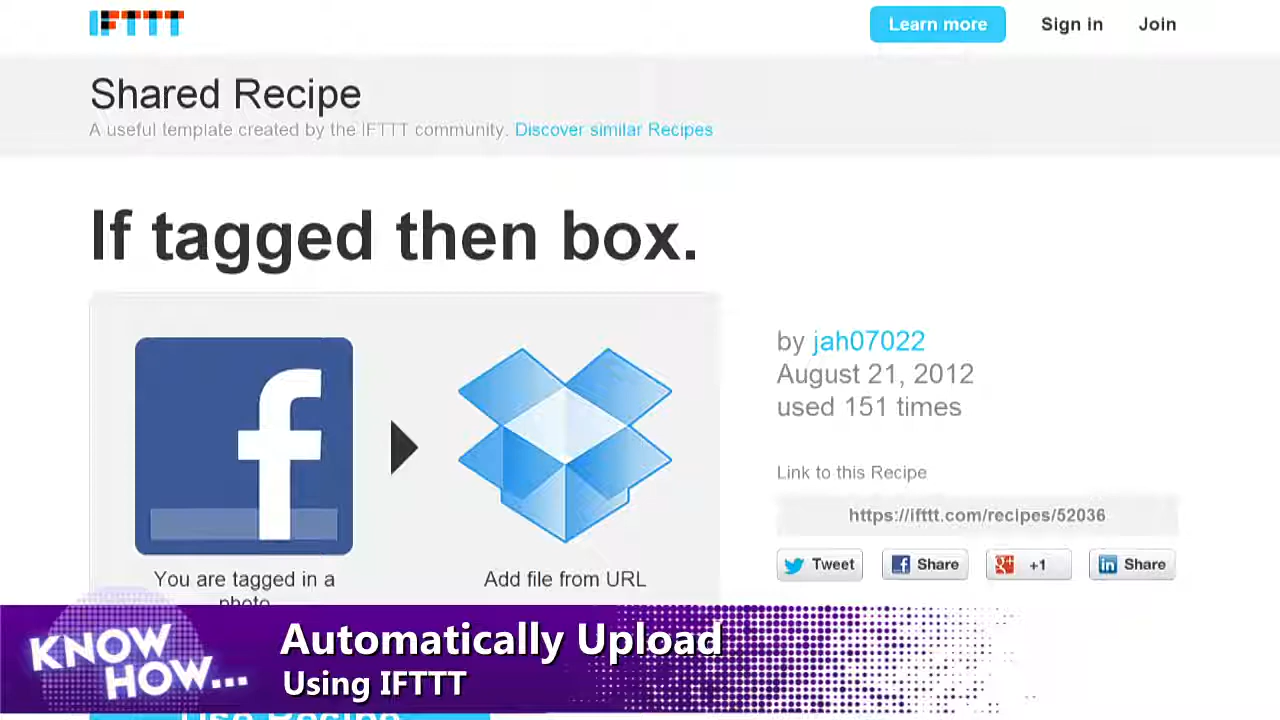 IFTTT
Learn more
Sign in
Join
Shared Recipe
A useful template created by the IFTTT community. Discover similar Recipes
If tagged then box.
by jah07022
August 21, 2012
used 151 times
Link to this Recipe
https://ifttt.com/recipes/52036
Tweet
Share
+1
Share
You are tagged in a
photo
Add file from URL
KNOW
HOW...
Automatically Upload
Using IFTTT
Use Recipe